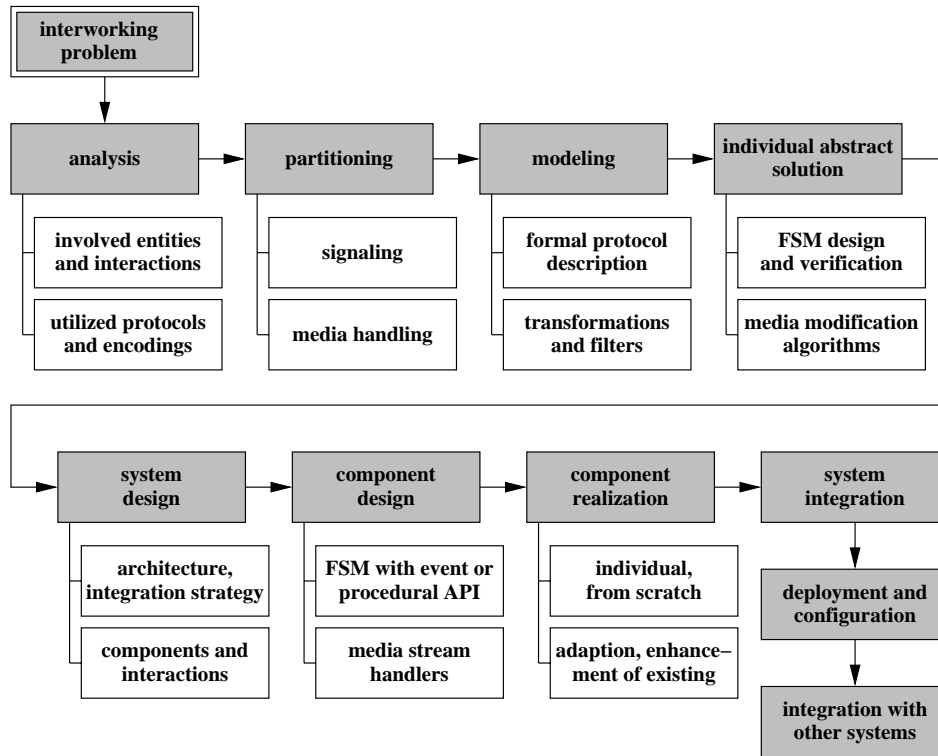 interworking
problem
analysis
partitioning
modeling
individual abstract
solution
involved entities
and interactions
signaling
formal protocol
description
FSM design
and verification
utilized protocols
and encodings
media handling
transformations
and filters
media modification
algorithms
system
design
component
design
component
realization
system
integration
architecture,
integration strategy
FSM with event or
procedural API
individual,
from scratch
deployment and
configuration
components and
interactions
media stream
handlers
adaption, enhance−
ment of existing
integration with
other systems